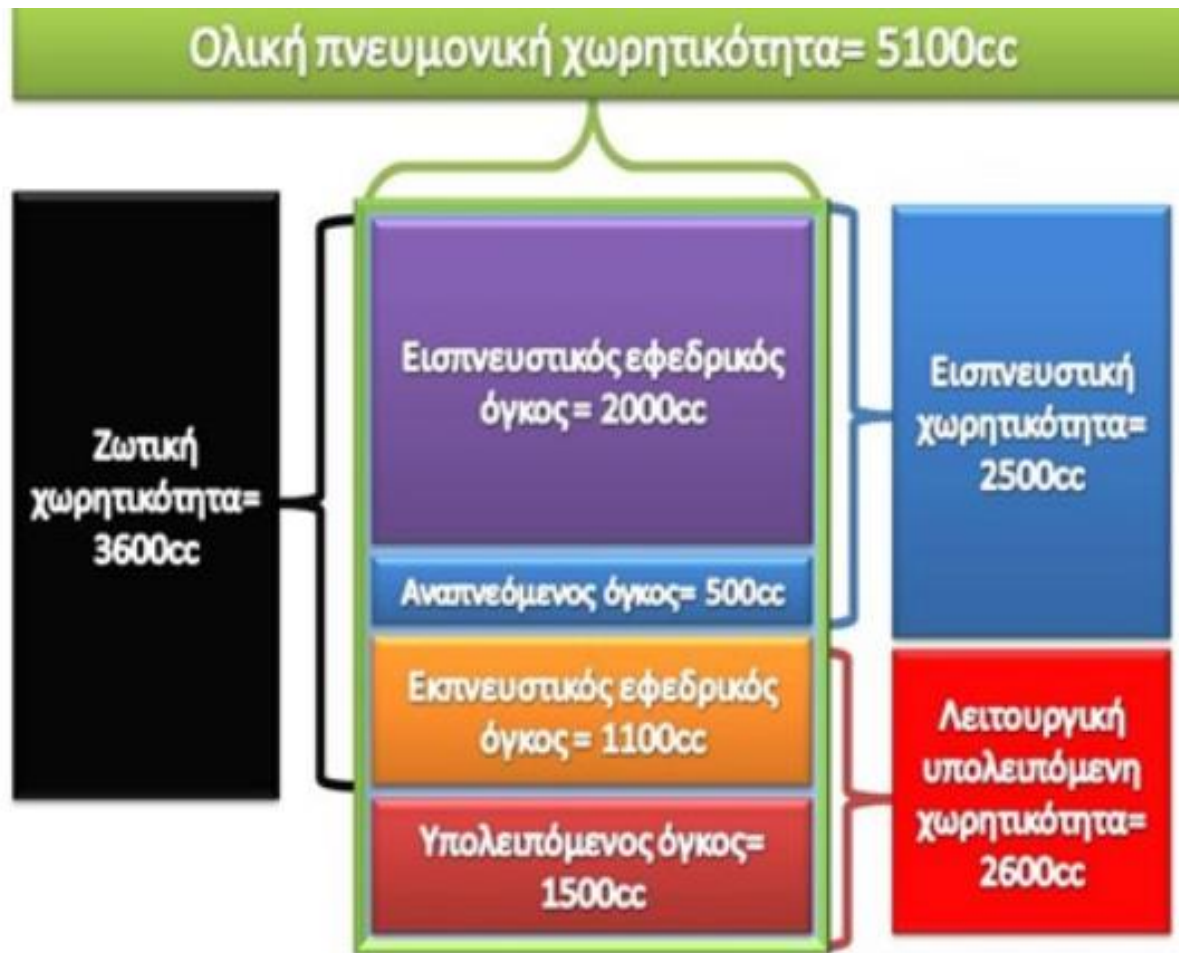 Ολική πνευμονική χωρητικότητα= 5100cc
Ζωτική
χωρητικότητα=
3600cc
Εισπνευστικός εφεδρικός
όγκος = 2000cc
Αναπνεόμενος όγκος= 500cc
Εκπνευστικός εφεδρικός
όγκος = 1100cc
Υπολειπόμενος όγκος=
1500cc
Εισπνευστική
χωρητικότητα=
2500cc
Λειτουργική
υπολειπόμενη
χωρητικότητα=
2600cc